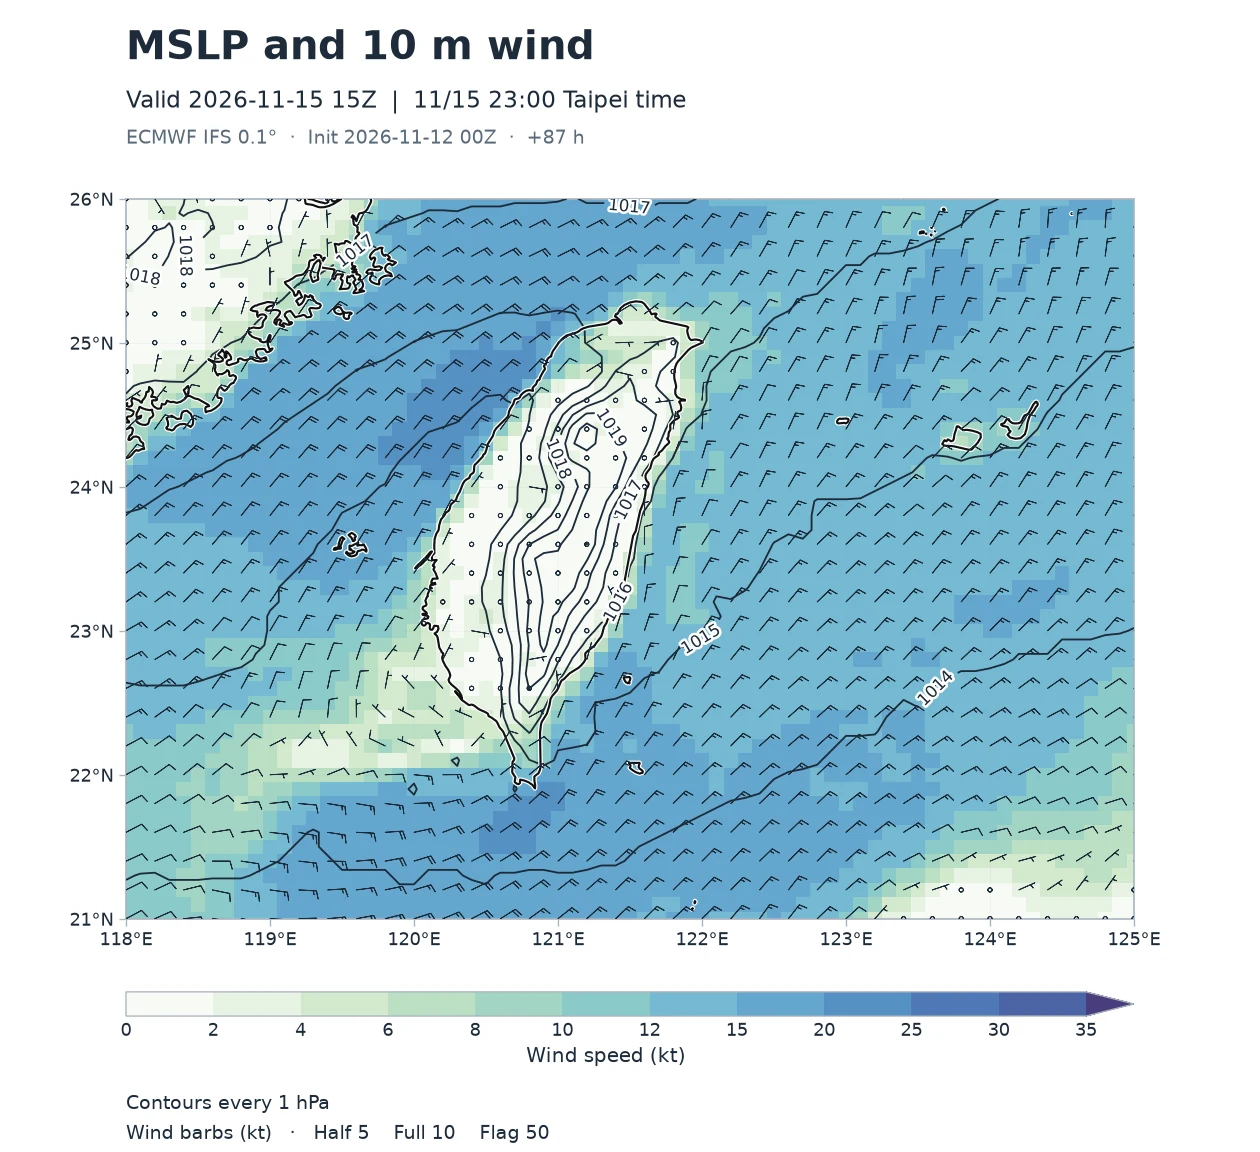 MSLP and 10 m wind
Valid 2026-11-15 15Z | 11/15 23:00 Taipei time
ECMWF IFS 0.1° · Init 2026-11-12 00Z · +87 h
26°N
25°N
24°N
23°N
22°N
21°N
1017
1018
018
1017
1019
1018
1017
1016
1015
1014
118°E 119°E 120°E 121°E 122°E 123°E 124°E 125°E
0 2 4 6 8 10 12 15 20 25 30 35
Wind speed (kt)
Contours every 1 hPa
Wind barbs (kt) · Half 5 Full 10 Flag 50